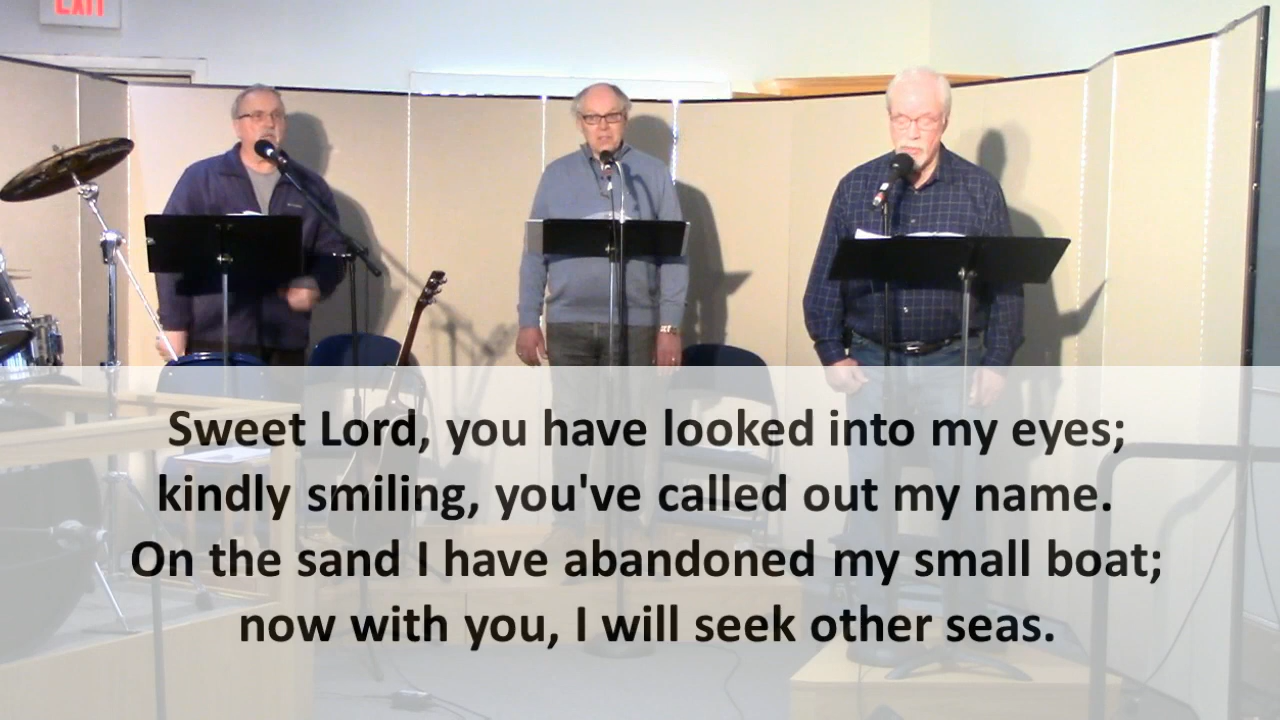 EXIT
Sweet Lord, you have looked into my eyes;
kindly smiling, you've called out my name.
On the sand I have abandoned my small boat;
now with you, I will seek other seas.